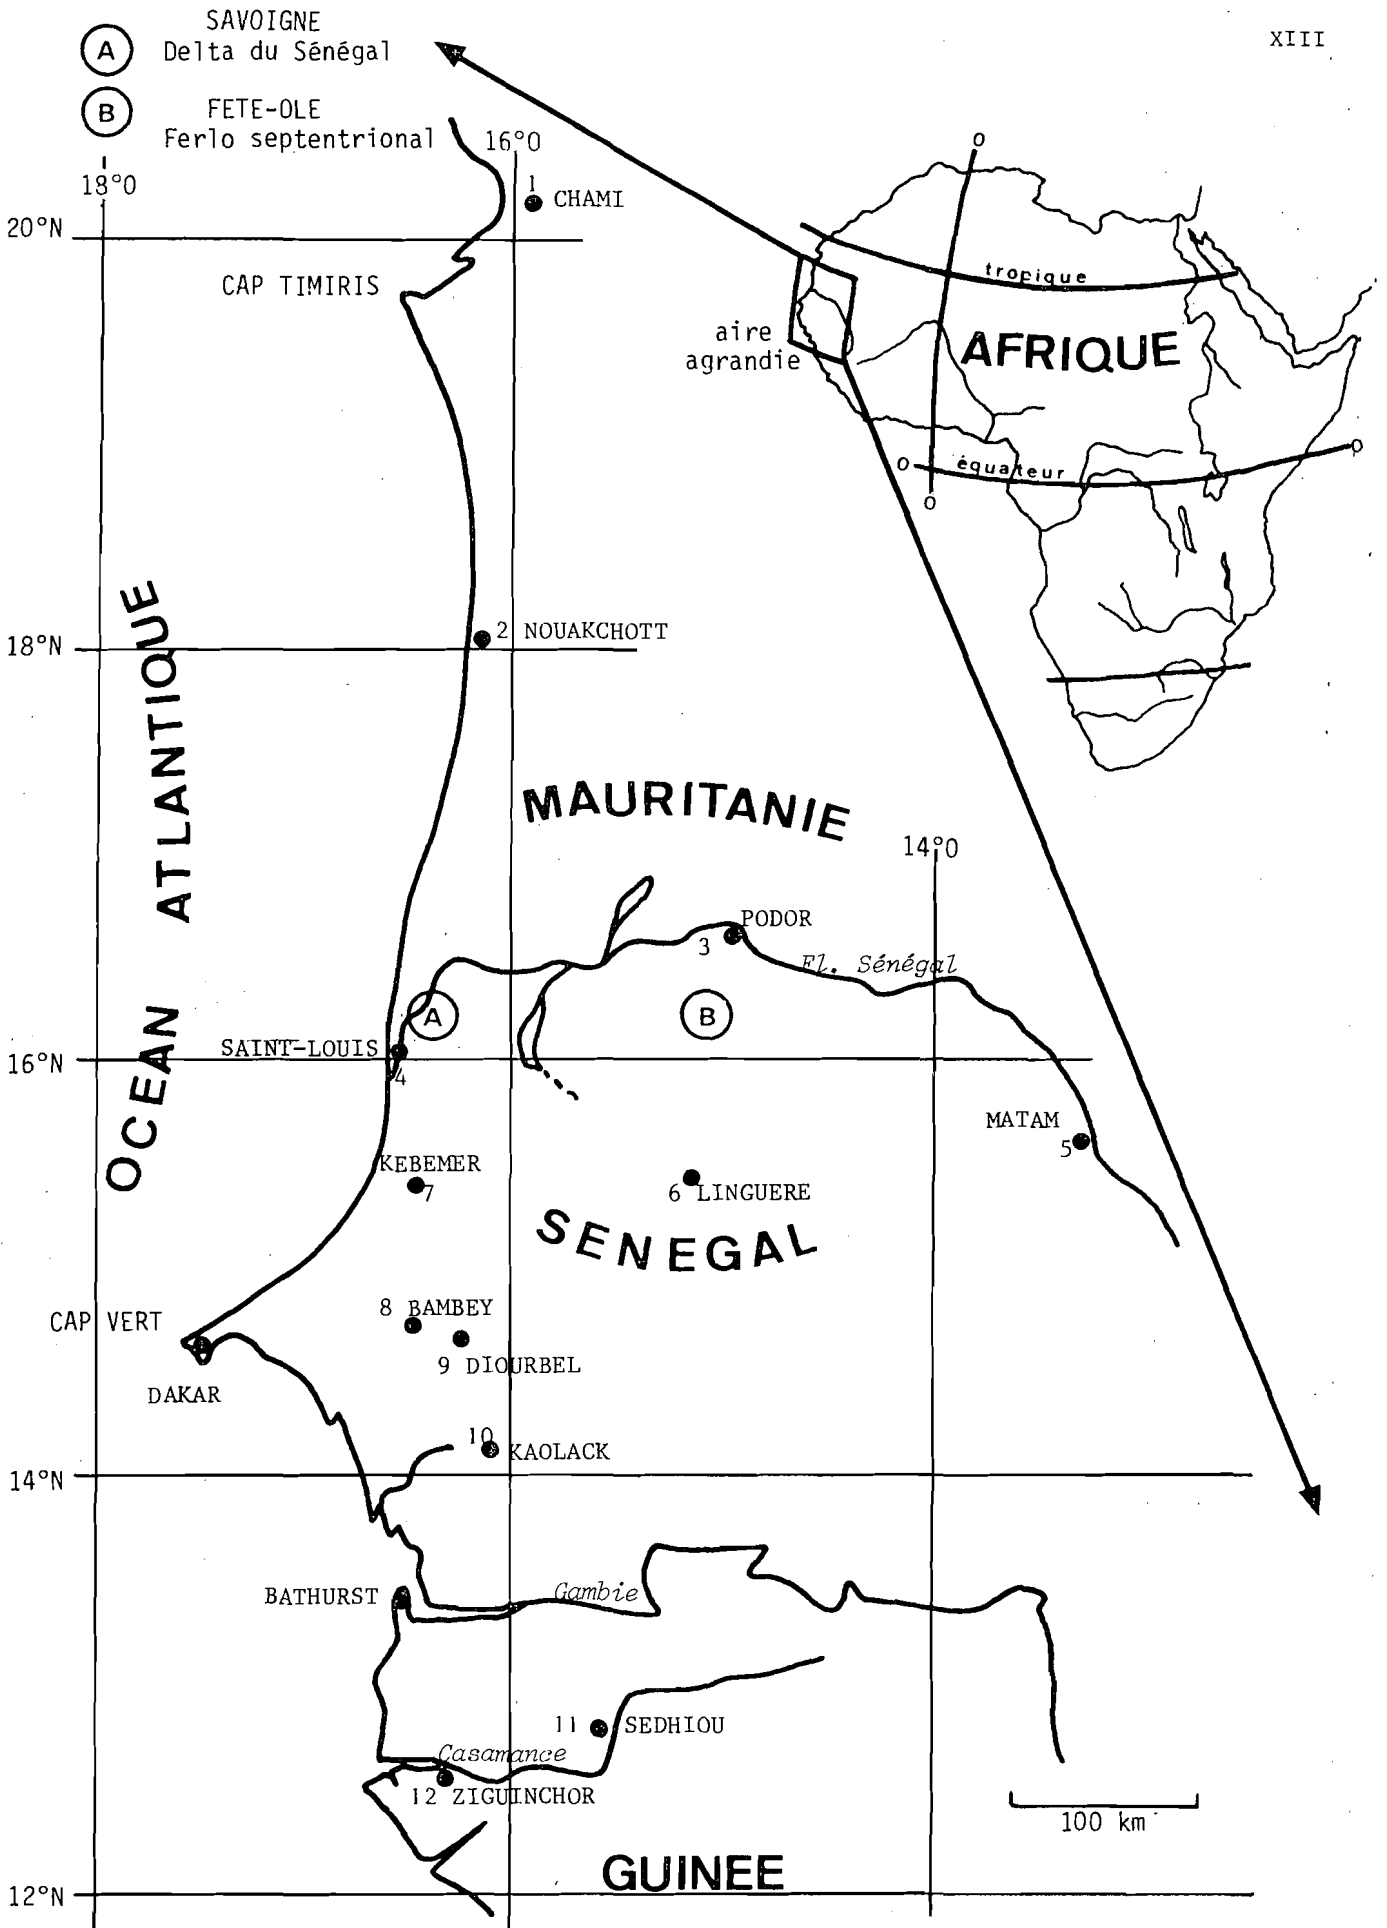 XIII
SAVOIGNE
A Delta du Sénégal
B FETE-OLE
Ferlo septentrional
18°0
16°0
1 CHAMI
20°N
CAP TIMIRIS
0
tropique
aire
agrandie
AFRIQUE
0 équateur 0
0
2 NOUAKCHOTT
18°N
OCEAN ATLANTIQUE
MAURITANIE
14°0
PODOR
3
Fl. Sénégal
A
B
SAINT-LOUIS
4
16°N
MATAM
5
KEBEMER
7
6 LINGUERE
SENEGAL
8 BAMBEY
CAP VERT
9 DIOURBEL
DAKAR
10 KAOLACK
14°N
BATHURST
Gambie
11 SEDHIOU
Casamance
12 ZIGUINCHOR
100 km
GUINEE
12°N